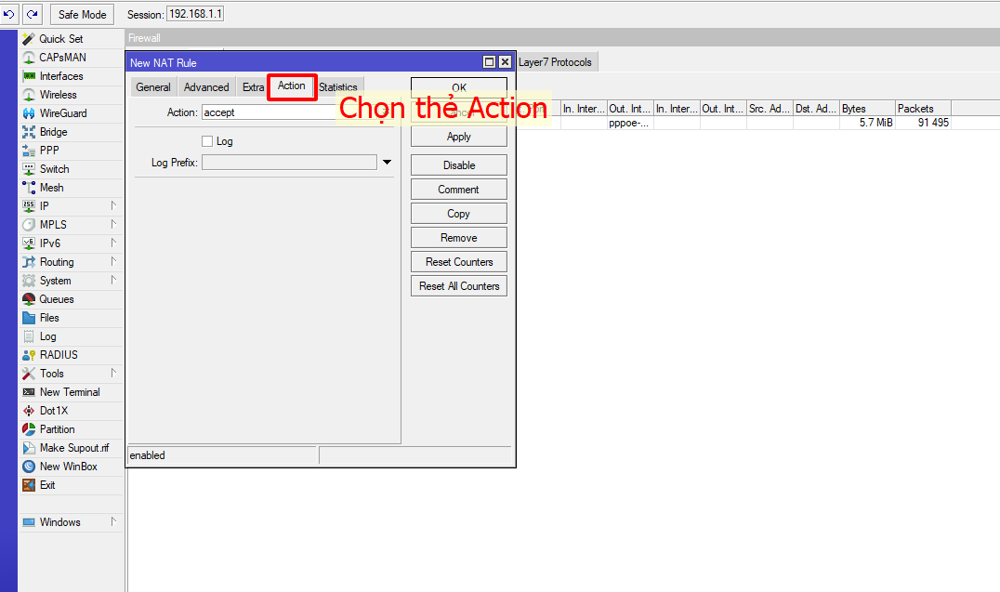 Safe Mode Session: 192.168.1.1
Quick Set
CAPsMAN
Interfaces
Wireless
WireGuard
Bridge
PPP
Switch
Mesh
IP
MPLS
IPv6
Routing
System
Queues
Files
Log
RADIUS
Tools
New Terminal
Dot1X
Partition
Make Supout.rif
New WinBox
Exit
Windows
Firewall
New NAT Rule
General Advanced Extra Action Statistics
Action: accept
Log
Log Prefix:
enabled
OK
Chọn thẻ Action
Apply
Disable
Comment
Copy
Remove
Reset Counters
Reset All Counters
Layer7 Protocols
In. Inter... Out. Int... In. Inter... Out. Int... Src. Ad... Dst. Ad... Bytes Packets
pppoe-... 5.7 MiB 91 495